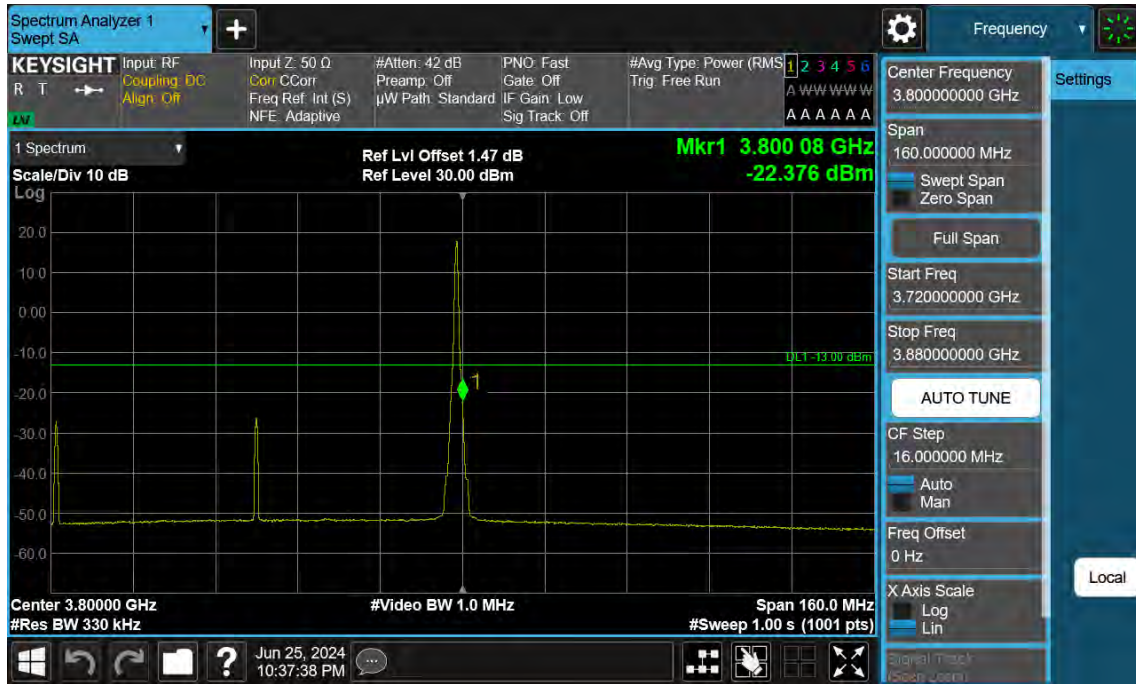 Spectrum Analyzer 1
Swept SA
Frequency
KEYSIGHT
R T
LXI
Input: RF
Coupling: DC
Align: Off
Input Z: 50 Ω
Corr CCorr
Freq Ref: Int (S)
NFE: Adaptive
#Atten: 42 dB
Preamp: Off
µW Path: Standard
PNO: Fast
Gate: Off
IF Gain: Low
Sig Track: Off
#Avg Type: Power (RMS
Trig: Free Run
1 2 3 4 5 6
A W W W W W
A A A A A A
1 Spectrum
Scale/Div 10 dB
Log
Ref Lvl Offset 1.47 dB
Ref Level 30.00 dBm
Mkr1 3.800 08 GHz
-22.376 dBm
20.0
10.0
0.00
-10.0
-20.0
-30.0
-40.0
-50.0
-60.0
DL1 -13.00 dBm
1
Center 3.80000 GHz
#Res BW 330 kHz
#Video BW 1.0 MHz
Span 160.0 MHz
#Sweep 1.00 s (1001 pts)
?
Jun 25, 2024
10:37:38 PM
Center Frequency
3.800000000 GHz
Span
160.000000 MHz
Swept Span
Zero Span
Full Span
Start Freq
3.720000000 GHz
Stop Freq
3.880000000 GHz
AUTO TUNE
CF Step
16.000000 MHz
Auto
Man
Freq Offset
0 Hz
X Axis Scale
Log
Lin
Signal Track
(Span Zoom)
Settings
Local